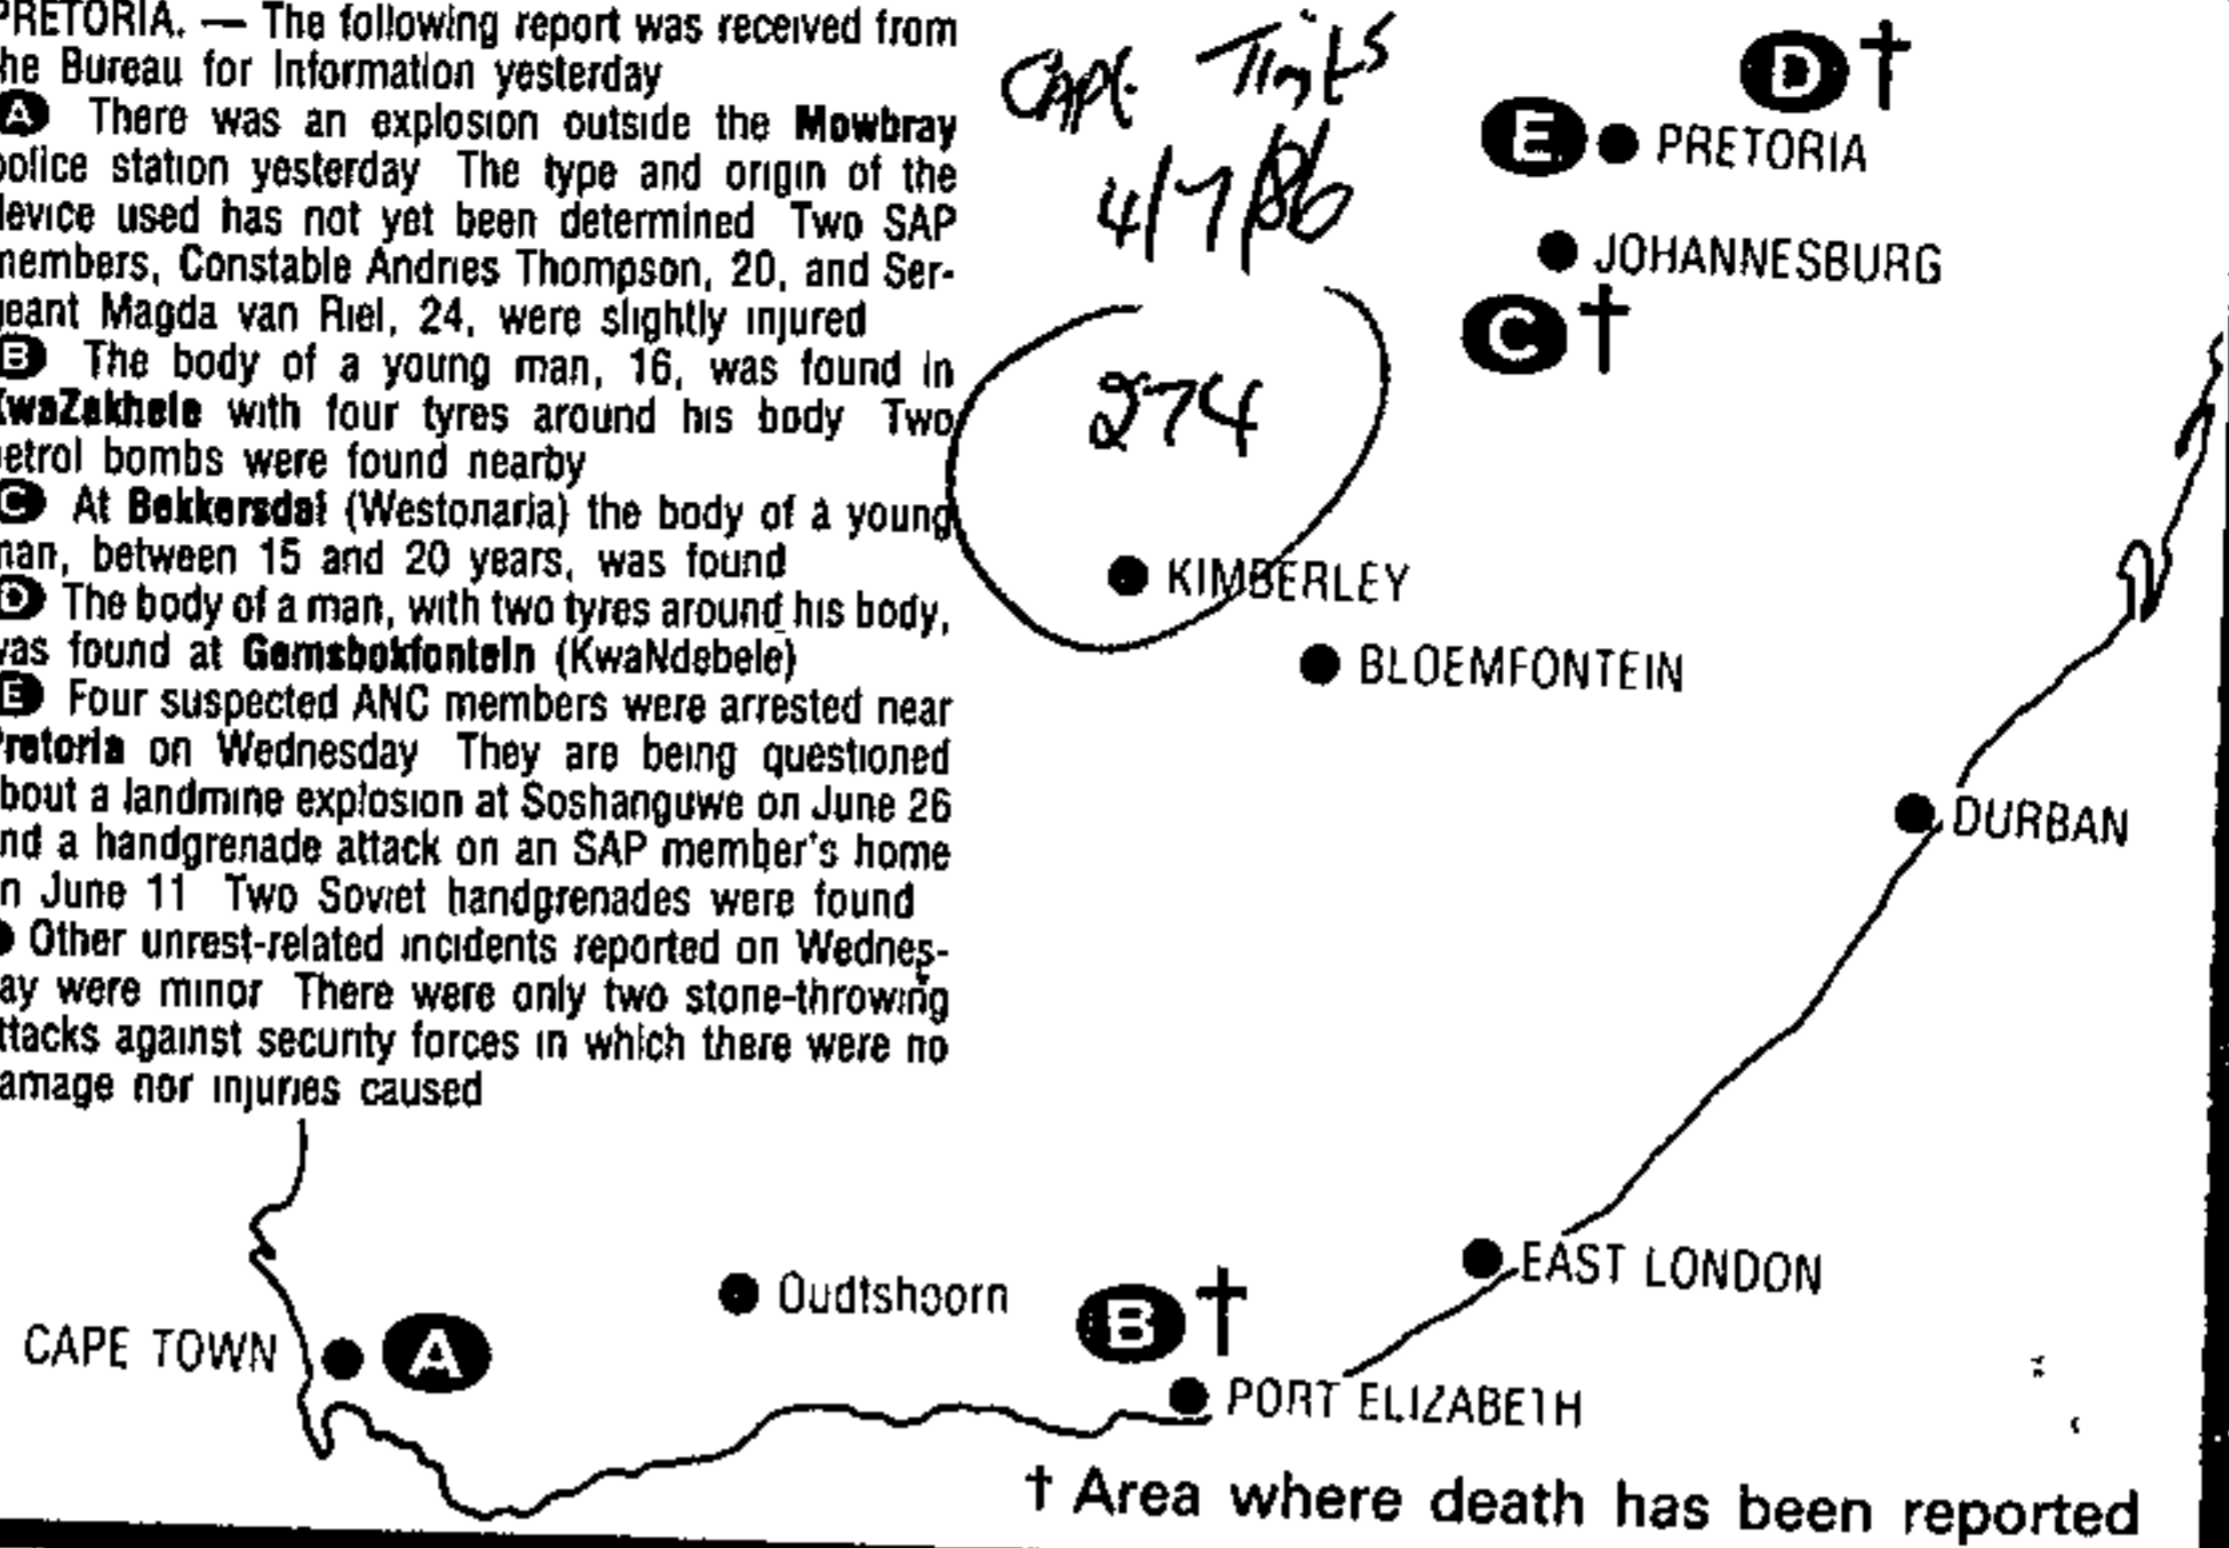 PRETORIA. — The following report was received from
he Bureau for Information yesterday
A There was an explosion outside the Mowbray
police station yesterday The type and origin of the
device used has not yet been determined Two SAP
members, Constable Andries Thompson, 20, and Ser-
geant Magda van Riel, 24, were slightly injured
B The body of a young man, 16, was found in
KwaZakhele with four tyres around his body Two
petrol bombs were found nearby
C At Bekkersdal (Westonaria) the body of a young
man, between 15 and 20 years, was found
D The body of a man, with two tyres around his body,
was found at Gemsbokfontein (KwaNdebele)
E Four suspected ANC members were arrested near
Pretoria on Wednesday They are being questioned
bout a landmine explosion at Soshanguwe on June 26
nd a handgrenade attack on an SAP member's home
n June 11 Two Soviet handgrenades were found
● Other unrest-related incidents reported on Wednes-
ay were minor There were only two stone-throwing
ttacks against security forces in which there were no
amage nor injuries caused
4/7/86
274
D †
E ● PRETORIA
● JOHANNESBURG
C †
● KIMBERLEY
● BLOEMFONTEIN
● DURBAN
● EAST LONDON
● Oudtshoorn
B †
CAPE TOWN ● A
● PORT ELIZABETH
† Area where death has been reported